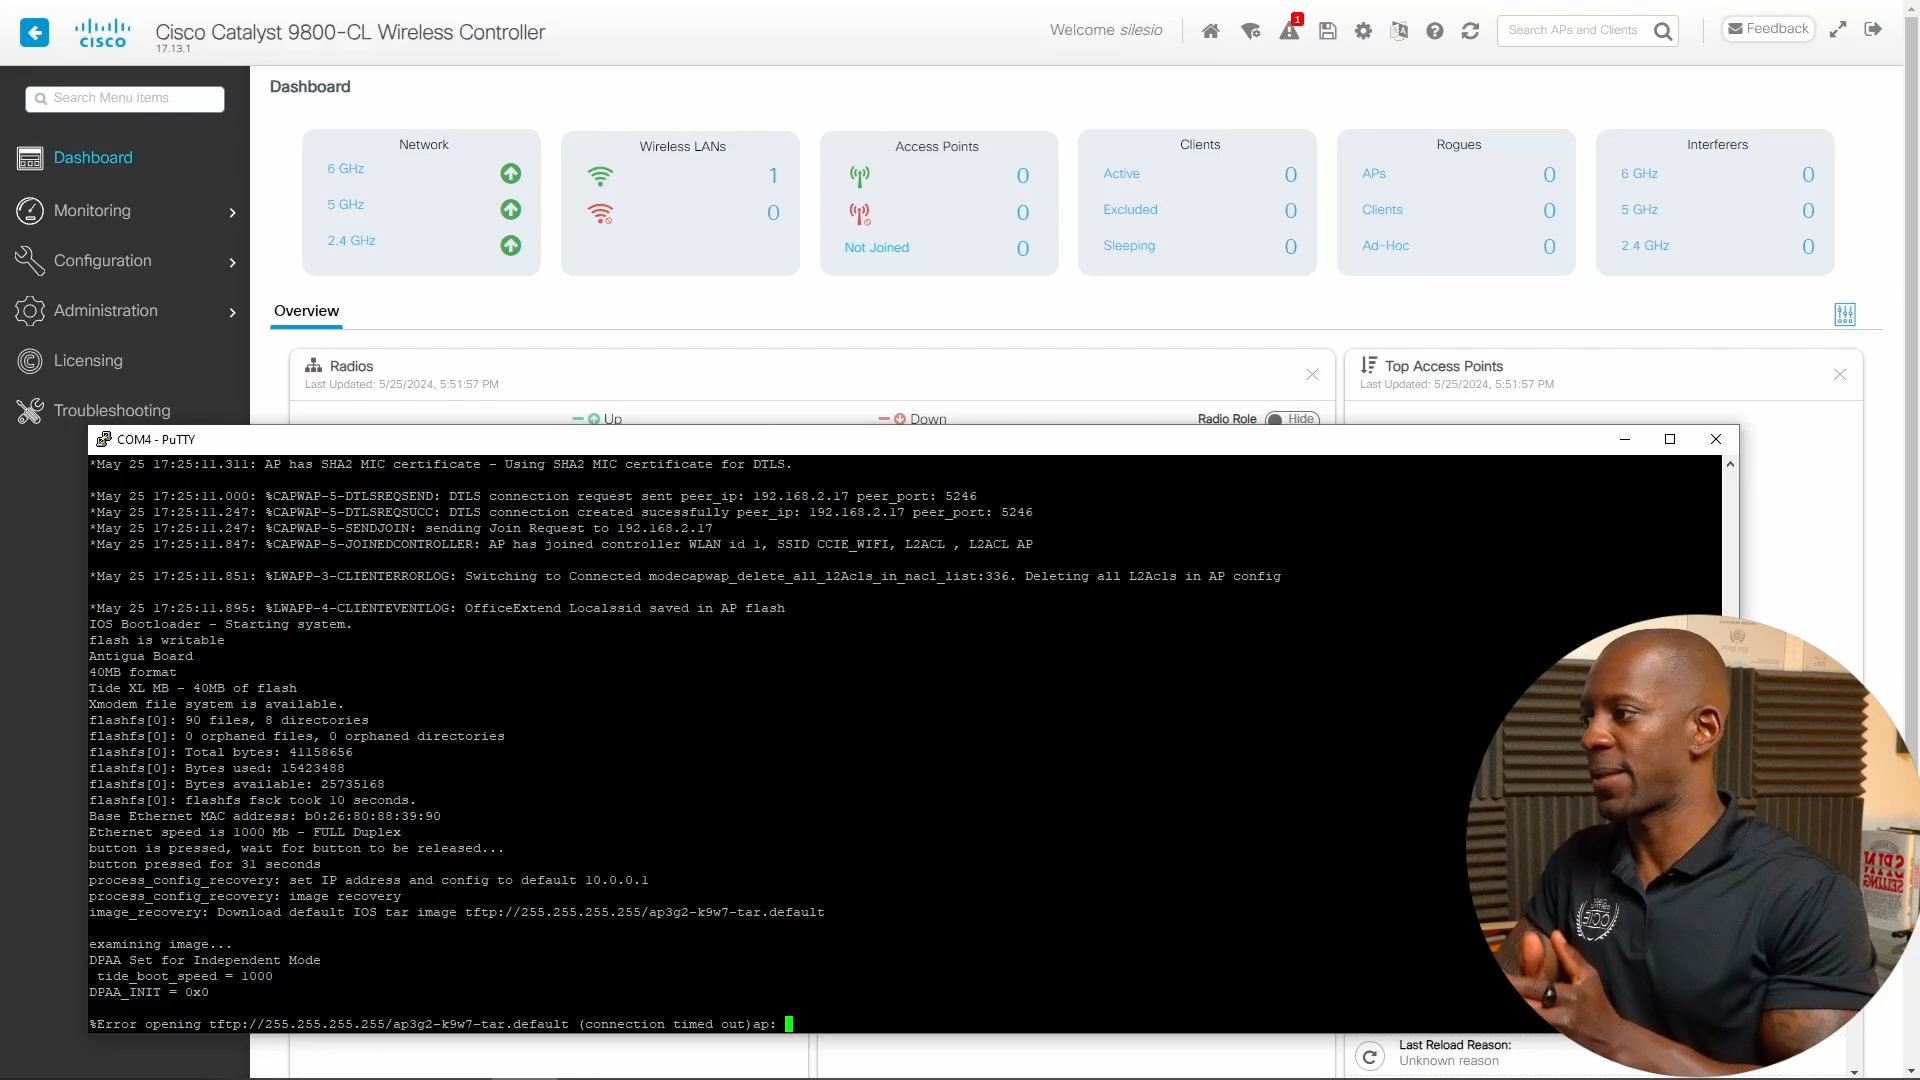 CISCO
Cisco Catalyst 9800-CL Wireless Controller
17.13.1
Welcome silesio
1
Search APs and Clients
Feedback
Search Menu Items
Dashboard
Monitoring
Configuration
Administration
Licensing
Troubleshooting
Dashboard
Network
6 GHz
5 GHz
2.4 GHz
Wireless LANs
1
0
Access Points
0
0
Not Joined 0
Clients
Active 0
Excluded 0
Sleeping 0
Rogues
APs 0
Clients 0
Ad-Hoc 0
Interferers
6 GHz 0
5 GHz 0
2.4 GHz 0
Overview
Radios
Last Updated: 5/25/2024, 5:51:57 PM
Up
Down
Radio Role Hide
Top Access Points
Last Updated: 5/25/2024, 5:51:57 PM
COM4 - PuTTY
*May 25 17:25:11.311: AP has SHA2 MIC certificate - Using SHA2 MIC certificate for DTLS.
*May 25 17:25:11.000: %CAPWAP-5-DTLSREQSEND: DTLS connection request sent peer_ip: 192.168.2.17 peer_port: 5246
*May 25 17:25:11.247: %CAPWAP-5-DTLSREQSUCC: DTLS connection created sucessfully peer_ip: 192.168.2.17 peer_port: 5246
*May 25 17:25:11.247: %CAPWAP-5-SENDJOIN: sending Join Request to 192.168.2.17
*May 25 17:25:11.847: %CAPWAP-5-JOINEDCONTROLLER: AP has joined controller WLAN id 1, SSID CCIE_WIFI, L2ACL , L2ACL AP
*May 25 17:25:11.851: %LWAPP-3-CLIENTERRORLOG: Switching to Connected modecapwap_delete_all_l2Acls_in_nacl_list:336. Deleting all L2Acls in AP config
*May 25 17:25:11.895: %LWAPP-4-CLIENTEVENTLOG: OfficeExtend Localssid saved in AP flash
IOS Bootloader - Starting system.
flash is writable
Antigua Board
40MB format
Tide XL MB - 40MB of flash
Xmodem file system is available.
flashfs[0]: 90 files, 8 directories
flashfs[0]: 0 orphaned files, 0 orphaned directories
flashfs[0]: Total bytes: 41158656
flashfs[0]: Bytes used: 15423488
flashfs[0]: Bytes available: 25735168
flashfs[0]: flashfs fsck took 10 seconds.
Base Ethernet MAC address: b0:26:80:88:39:90
Ethernet speed is 1000 Mb - FULL Duplex
button is pressed, wait for button to be released...
button pressed for 31 seconds
process_config_recovery: set IP address and config to default 10.0.0.1
process_config_recovery: image recovery
image_recovery: Download default IOS tar image tftp://255.255.255.255/ap3g2-k9w7-tar.default
examining image...
DPAA Set for Independent Mode
tide_boot_speed = 1000
DPAA_INIT = 0x0
%Error opening tftp://255.255.255.255/ap3g2-k9w7-tar.default (connection timed out)ap:
Last Reload Reason:
Unknown reason
CCIE
SPIN
SELLING